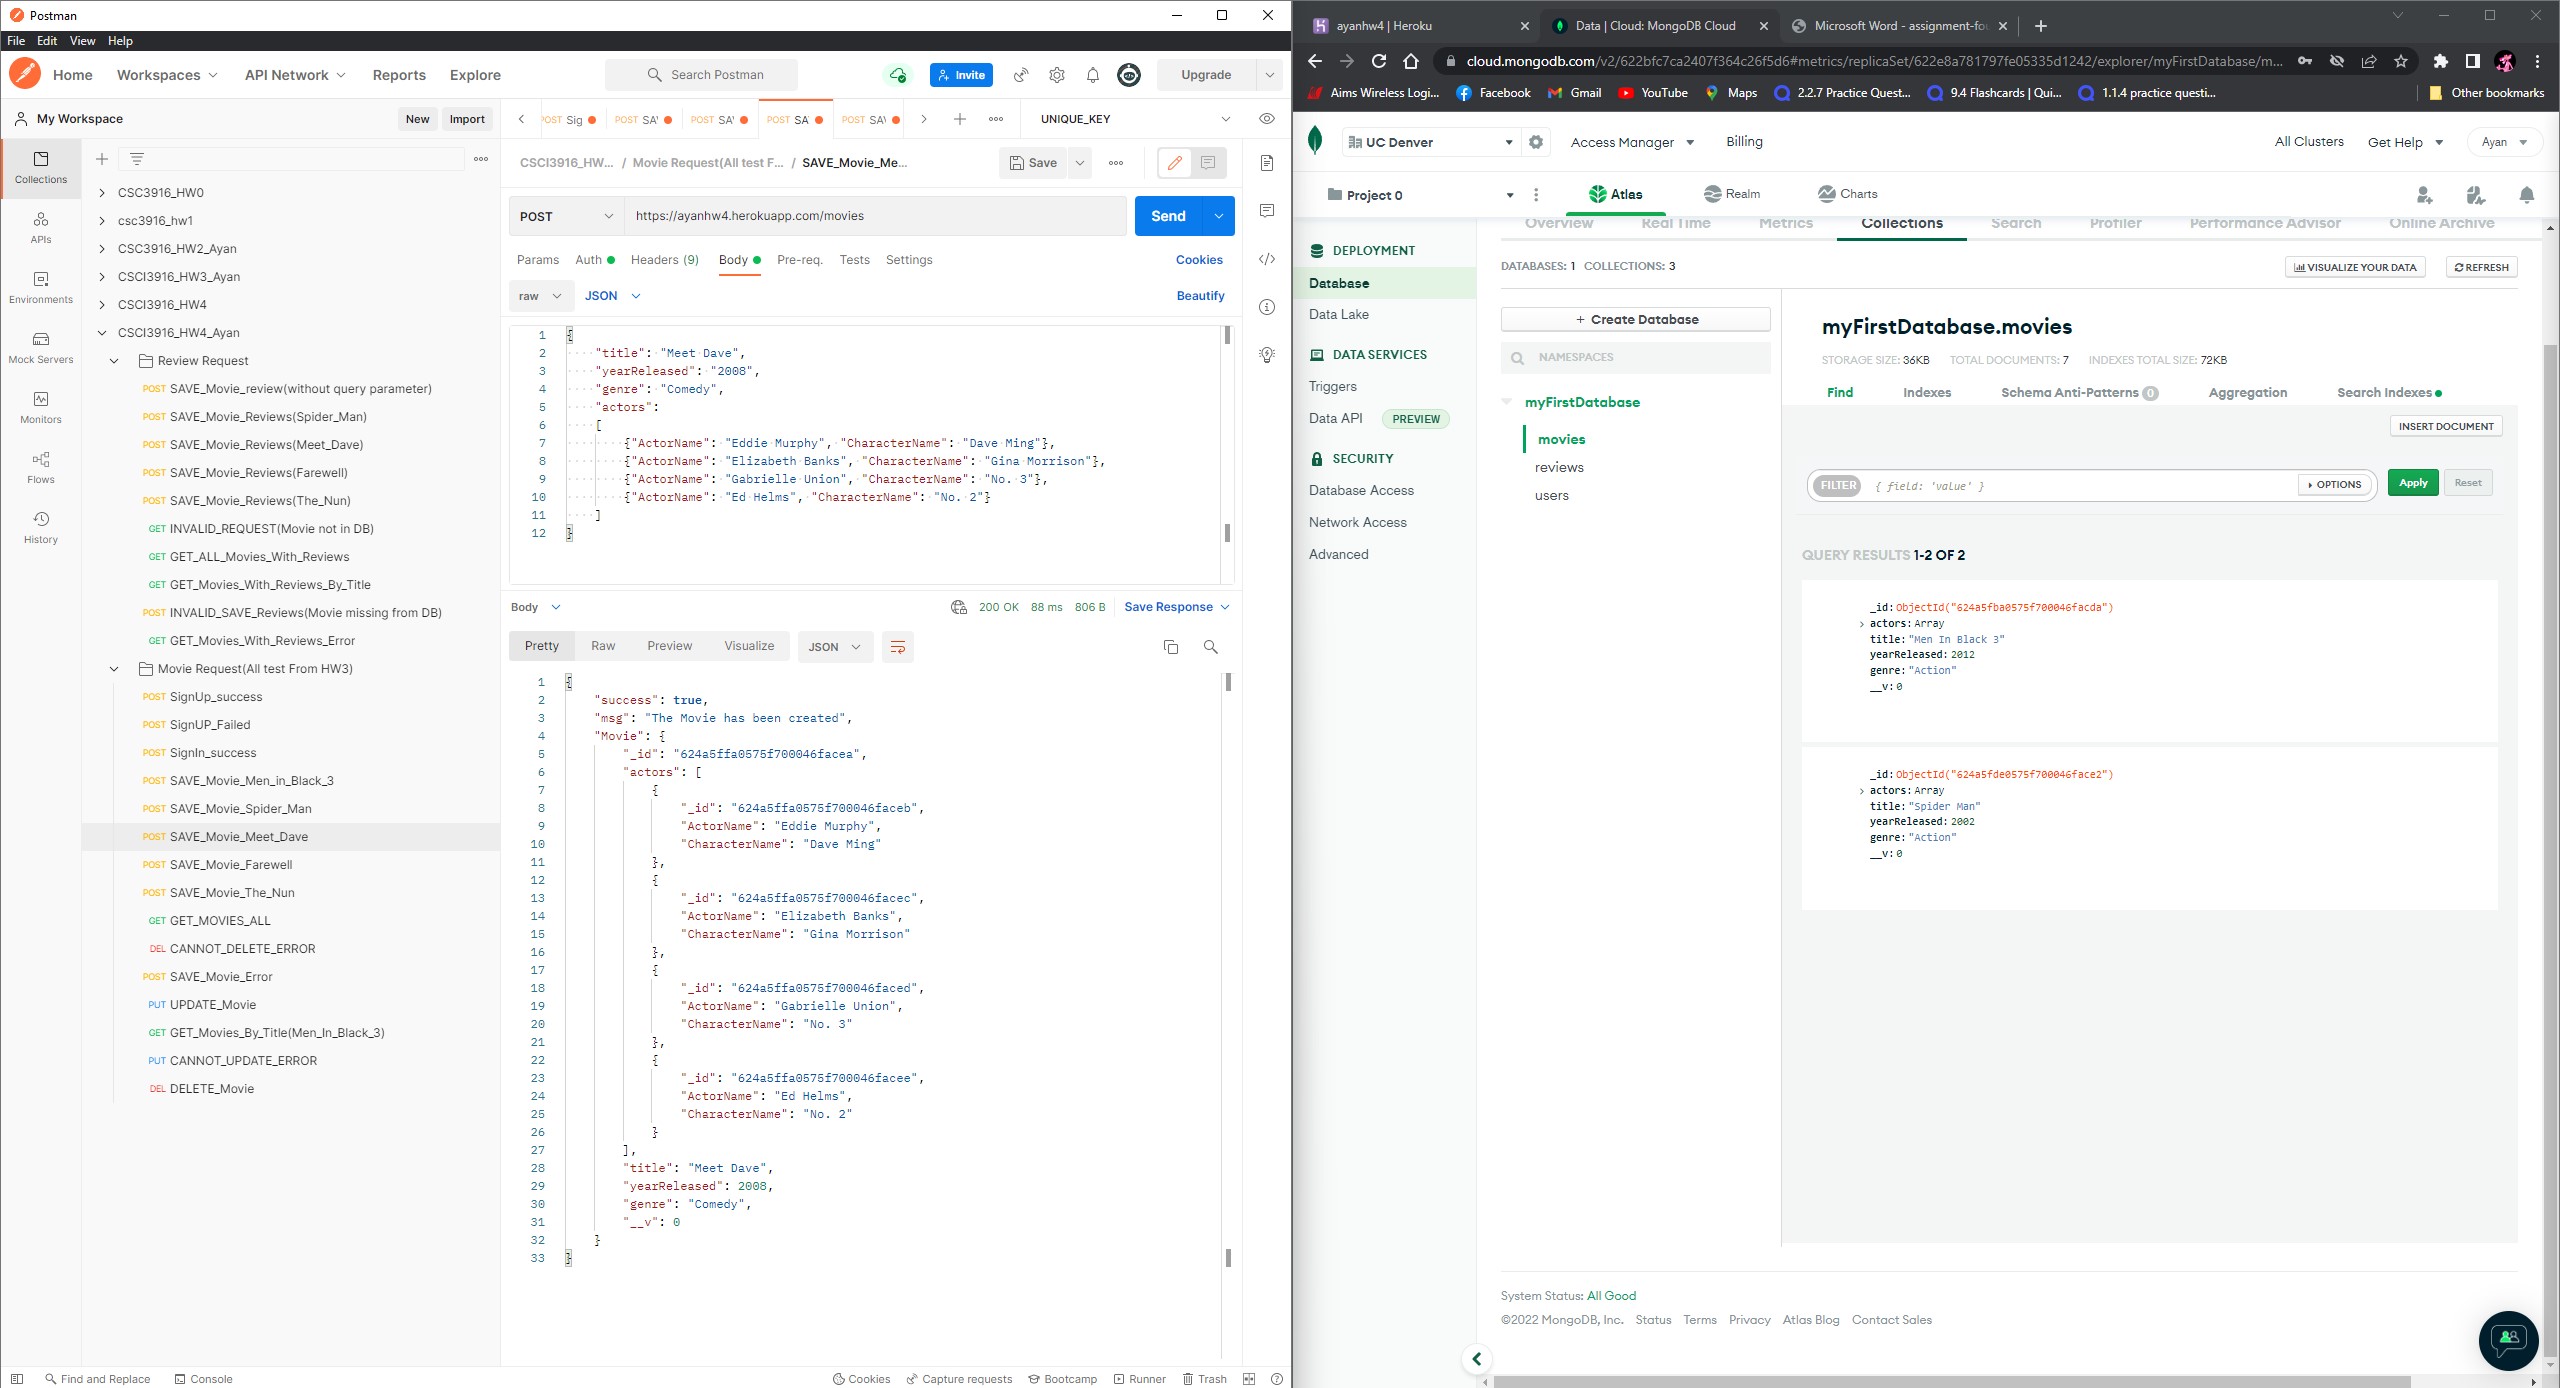 Postman
File Edit View Help
Home Workspaces API Network Reports Explore Search Postman Invite Upgrade
My Workspace New Import
POST Sig POST SA' POST SA' POST SA' POST SA' UNIQUE_KEY
Collections
APIs
Environments
Mock Servers
Monitors
Flows
History
CSC3916_HW0
csc3916_hw1
CSC3916_HW2_Ayan
CSCI3916_HW3_Ayan
CSCI3916_HW4
CSCI3916_HW4_Ayan
Review Request
POST SAVE_Movie_review(without query parameter)
POST SAVE_Movie_Reviews(Spider_Man)
POST SAVE_Movie_Reviews(Meet_Dave)
POST SAVE_Movie_Reviews(Farewell)
POST SAVE_Movie_Reviews(The_Nun)
GET INVALID_REQUEST(Movie not in DB)
GET GET_ALL_Movies_With_Reviews
GET GET_Movies_With_Reviews_By_Title
POST INVALID_SAVE_Reviews(Movie missing from DB)
GET GET_Movies_With_Reviews_Error
Movie Request(All test From HW3)
POST SignUp_success
POST SignUP_Failed
POST SignIn_success
POST SAVE_Movie_Men_in_Black_3
POST SAVE_Movie_Spider_Man
POST SAVE_Movie_Meet_Dave
POST SAVE_Movie_Farewell
POST SAVE_Movie_The_Nun
GET GET_MOVIES_ALL
DEL CANNOT_DELETE_ERROR
POST SAVE_Movie_Error
PUT UPDATE_Movie
GET GET_Movies_By_Title(Men_In_Black_3)
PUT CANNOT_UPDATE_ERROR
DEL DELETE_Movie
CSCI3916_HW... / Movie Request(All test F... / SAVE_Movie_Me... Save
POST https://ayanhw4.herokuapp.com/movies Send
Params Auth Headers (9) Body Pre-req. Tests Settings Cookies
raw JSON Beautify
1 {
2 "title": "Meet Dave",
3 "yearReleased": "2008",
4 "genre": "Comedy",
5 "actors":
6 [
7 {"ActorName": "Eddie Murphy", "CharacterName": "Dave Ming"},
8 {"ActorName": "Elizabeth Banks", "CharacterName": "Gina Morrison"},
9 {"ActorName": "Gabrielle Union", "CharacterName": "No. 3"},
10 {"ActorName": "Ed Helms", "CharacterName": "No. 2"}
11 ]
12 }
Body 200 OK 88 ms 806 B Save Response
Pretty Raw Preview Visualize JSON
1 {
2 "success": true,
3 "msg": "The Movie has been created",
4 "Movie": {
5 "_id": "624a5ffa0575f700046facea",
6 "actors": [
7 {
8 "_id": "624a5ffa0575f700046faceb",
9 "ActorName": "Eddie Murphy",
10 "CharacterName": "Dave Ming"
11 },
12 {
13 "_id": "624a5ffa0575f700046facec",
14 "ActorName": "Elizabeth Banks",
15 "CharacterName": "Gina Morrison"
16 },
17 {
18 "_id": "624a5ffa0575f700046faced",
19 "ActorName": "Gabrielle Union",
20 "CharacterName": "No. 3"
21 },
22 {
23 "_id": "624a5ffa0575f700046facee",
24 "ActorName": "Ed Helms",
25 "CharacterName": "No. 2"
26 }
27 ],
28 "title": "Meet Dave",
29 "yearReleased": 2008,
30 "genre": "Comedy",
31 "__v": 0
32 }
33 }
Find and Replace Console Cookies Capture requests Bootcamp Runner Trash
ayanhw4 | Heroku Data | Cloud: MongoDB Cloud Microsoft Word - assignment-fo
cloud.mongodb.com/v2/622bfc7ca2407f364c26f5d6#metrics/replicaSet/622e8a781797fe05335d1242/explorer/myFirstDatabase/m...
Aims Wireless Logi... Facebook Gmail YouTube Maps 2.2.7 Practice Quest... 9.4 Flashcards | Qui... 1.1.4 practice questi... Other bookmarks
UC Denver Access Manager Billing All Clusters Get Help Ayan
Project 0 Atlas Realm Charts
Overview Real Time Metrics Collections Search Profiler Performance Advisor Online Archive
DEPLOYMENT
Database
Data Lake
DATA SERVICES
Triggers
Data API PREVIEW
SECURITY
Database Access
Network Access
Advanced
DATABASES: 1 COLLECTIONS: 3 VISUALIZE YOUR DATA REFRESH
+ Create Database
NAMESPACES
myFirstDatabase
movies
reviews
users
myFirstDatabase.movies
STORAGE SIZE: 36KB TOTAL DOCUMENTS: 7 INDEXES TOTAL SIZE: 72KB
Find Indexes Schema Anti-Patterns 0 Aggregation Search Indexes
INSERT DOCUMENT
FILTER { field: 'value' } OPTIONS Apply Reset
QUERY RESULTS 1-2 OF 2
_id: ObjectId("624a5fba0575f700046facda")
actors: Array
title: "Men In Black 3"
yearReleased: 2012
genre: "Action"
__v: 0
_id: ObjectId("624a5fde0575f700046face2")
actors: Array
title: "Spider Man"
yearReleased: 2002
genre: "Action"
__v: 0
System Status: All Good
©2022 MongoDB, Inc. Status Terms Privacy Atlas Blog Contact Sales